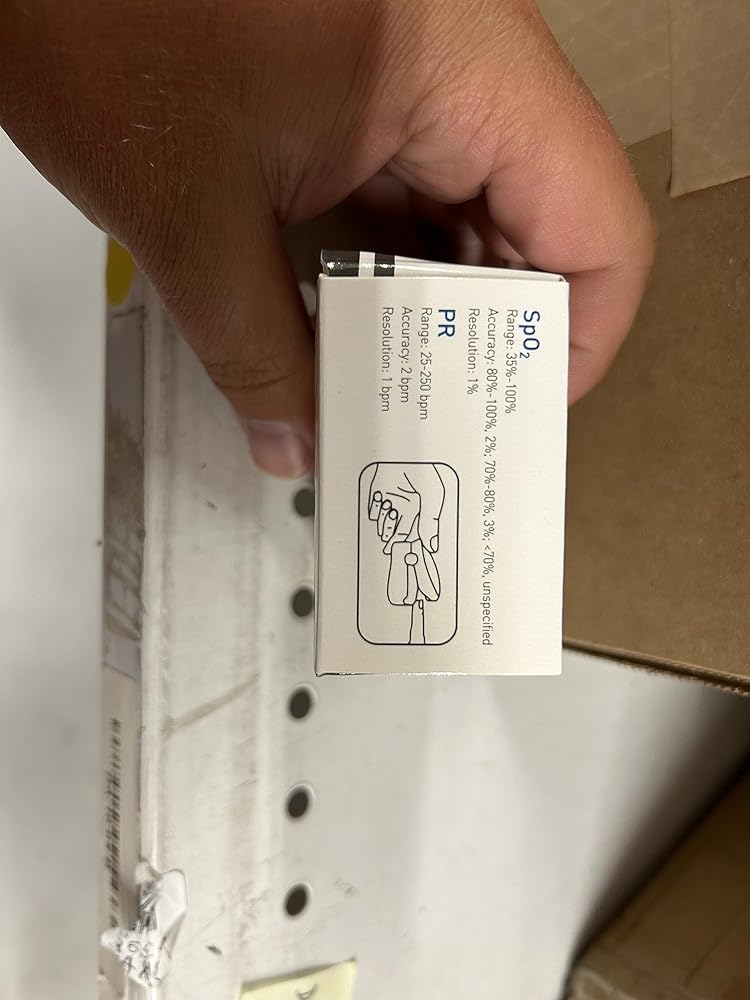 SpO₂
Range: 35%-100%
Accuracy: 80%-100%, 2%; 70%-80%, 3%; <70%, unspecified
Resolution: 1%
PR
Range: 25-250 bpm
Accuracy: 2 bpm
Resolution: 1 bpm